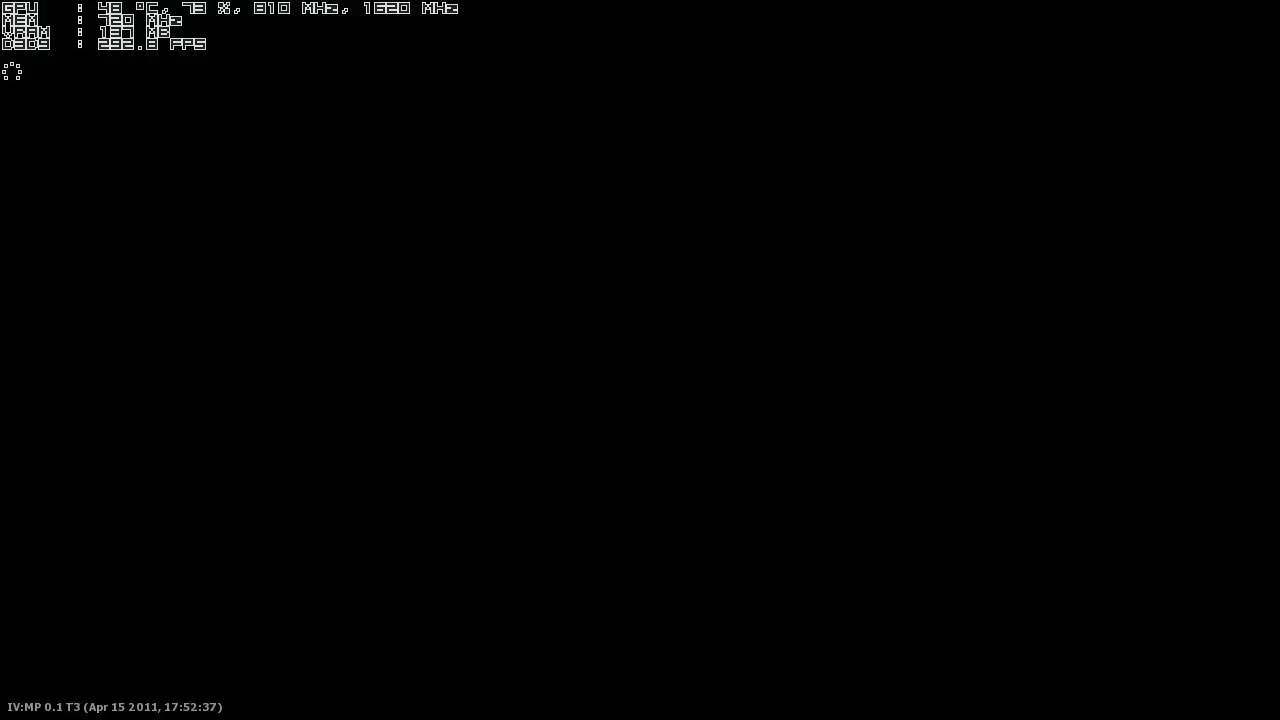 GPU : 48 °C, 73 %, 810 MHz, 1620 MHz
MEM : 720 MHz
VRAM : 137 MB
D3D9 : 292.8 FPS
IV:MP 0.1 T3 (Apr 15 2011, 17:52:37)